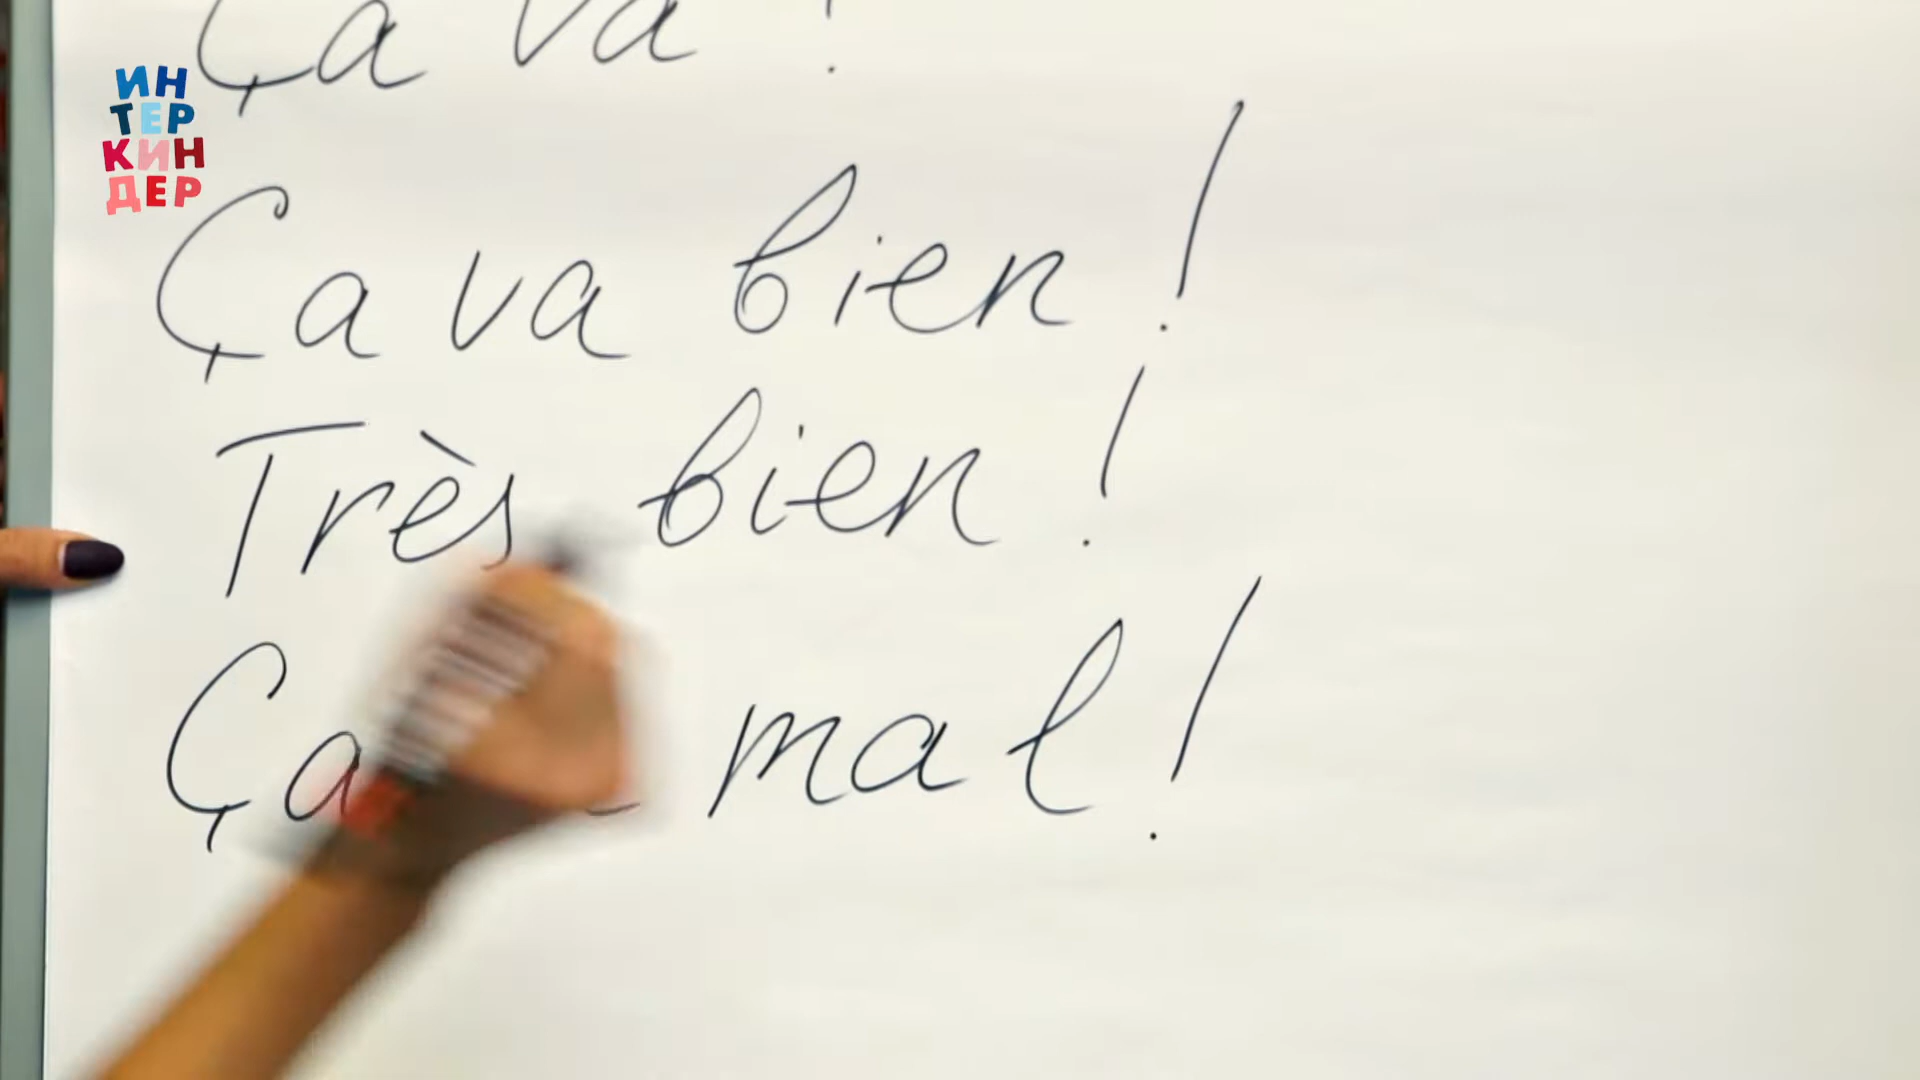 Ça va !
ИН
ТЕР
КИН
ДЕР
Ça va bien !
Très bien !
Ça mal !